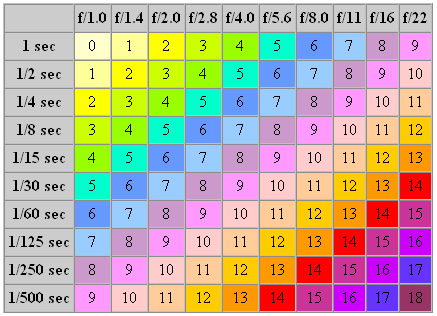 f/1.0 f/1.4 f/2.0 f/2.8 f/4.0 f/5.6 f/8.0 f/11 f/16 f/22
1 sec 0 1 2 3 4 5 6 7 8 9
1/2 sec 1 2 3 4 5 6 7 8 9 10
1/4 sec 2 3 4 5 6 7 8 9 10 11
1/8 sec 3 4 5 6 7 8 9 10 11 12
1/15 sec 4 5 6 7 8 9 10 11 12 13
1/30 sec 5 6 7 8 9 10 11 12 13 14
1/60 sec 6 7 8 9 10 11 12 13 14 15
1/125 sec 7 8 9 10 11 12 13 14 15 16
1/250 sec 8 9 10 11 12 13 14 15 16 17
1/500 sec 9 10 11 12 13 14 15 16 17 18